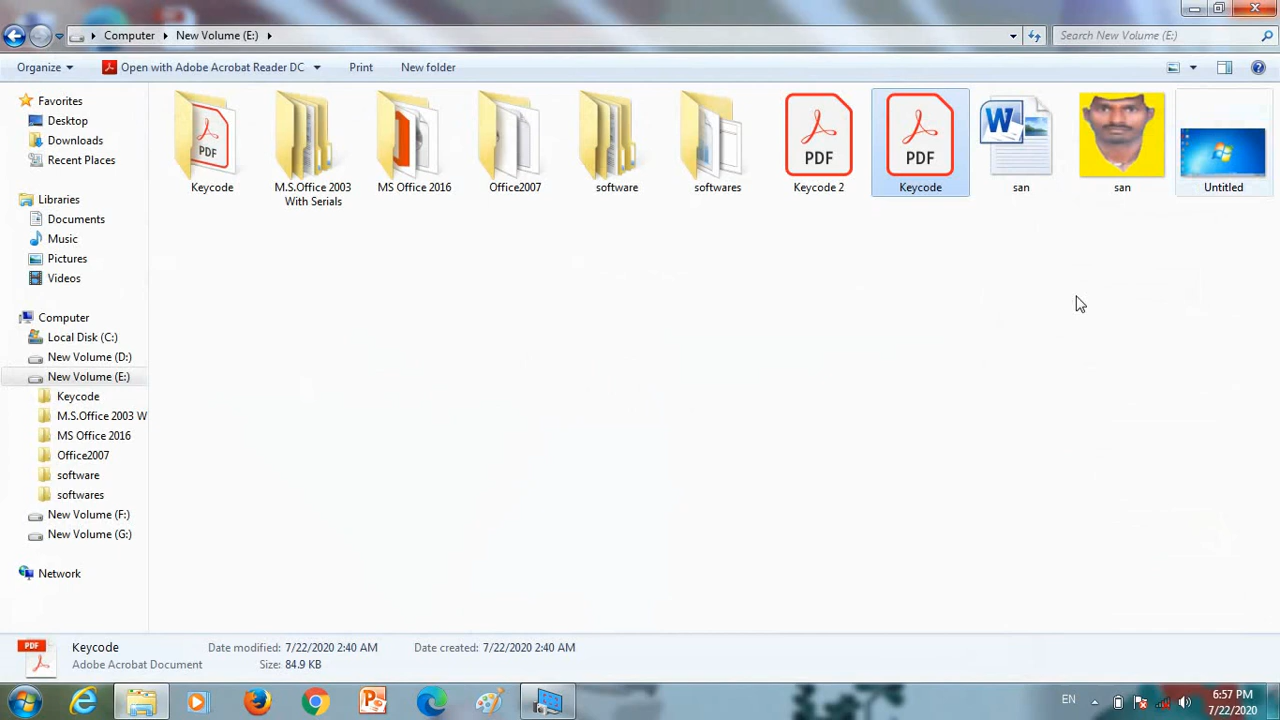 Computer
New Volume (E:)
Search New Volume (E:)
Organize
Open with Adobe Acrobat Reader DC
Print
New folder
Favorites
Desktop
Downloads
Recent Places
Libraries
Documents
Music
Pictures
Videos
Computer
Local Disk (C:)
New Volume (D:)
New Volume (E:)
Keycode
M.S.Office 2003 W
MS Office 2016
Office2007
software
softwares
New Volume (F:)
New Volume (G:)
Network
PDF
Keycode
M.S.Office 2003
With Serials
MS Office 2016
Office2007
software
softwares
PDF
Keycode 2
PDF
Keycode
W
san
san
Untitled
PDF
Keycode
Adobe Acrobat Document
Date modified: 7/22/2020 2:40 AM
Size: 84.9 KB
Date created: 7/22/2020 2:40 AM
EN
6:57 PM
7/22/2020